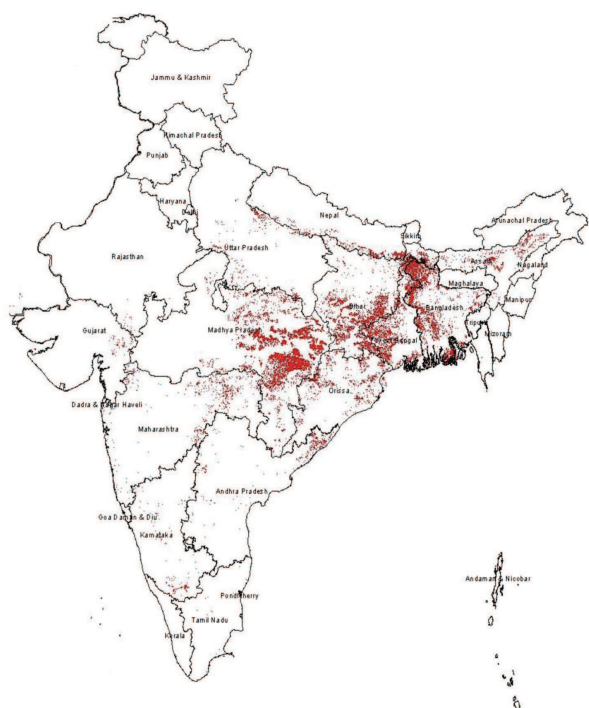 Jammu & Kashmir
Himachal Pradesh
Punjab
Haryana
Delhi
Arunachal Pradesh
Nepal
Sikkim
Uttar Pradesh
Rajasthan
Assam
Nagaland
Maghalaya
Bihar
Manipur
Bangladesh
Tripura
Mizoram
Gujarat
Madhya Pradesh
West Bengal
Orissa
Dadra & Nagar Haveli
Maharashtra
Andhra Pradesh
Goa Daman & Diu
Karnataka
Andaman & Nicobar
Pondicherry
Tamil Nadu
Kerala